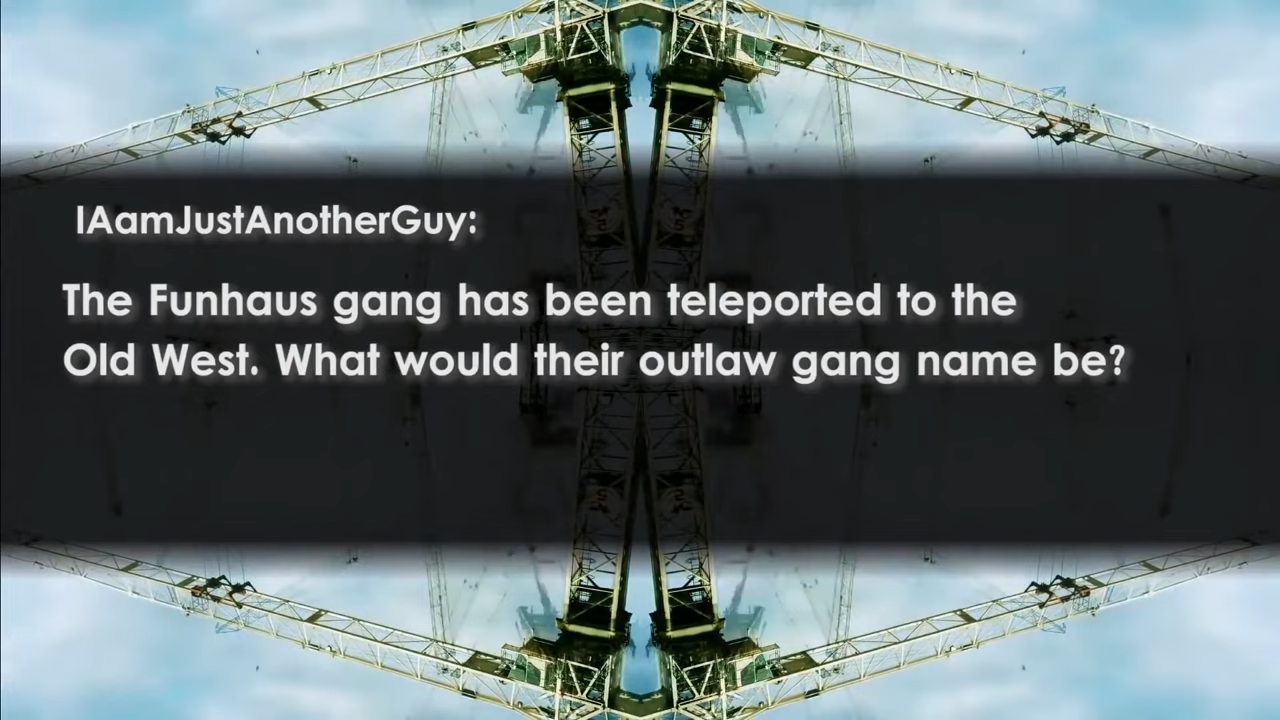 IAamJustAnotherGuy:
The Funhaus gang has been teleported to the
Old West. What would their outlaw gang name be?